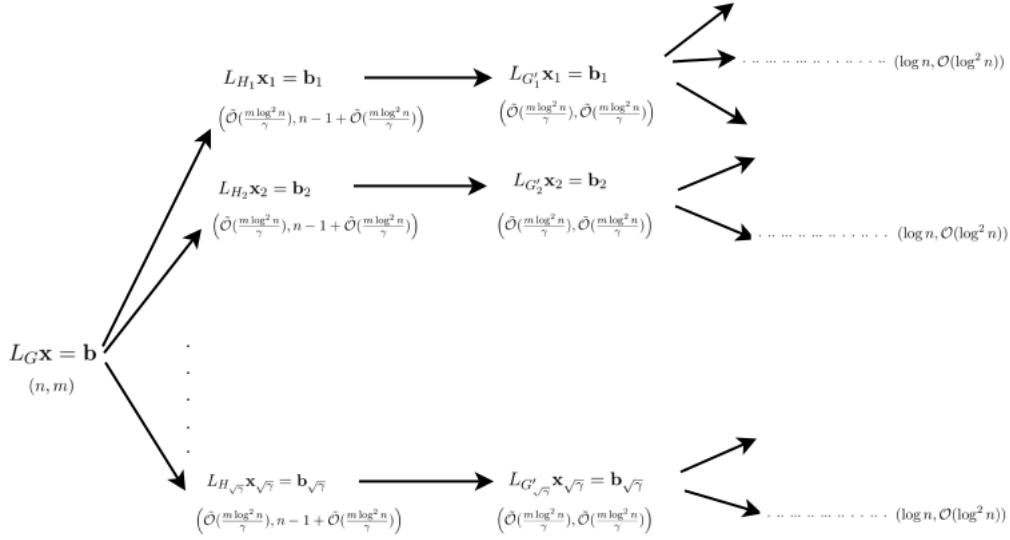 L_{H_1} x_1 = b_1
L_{G'_1} x_1 = b_1
(log n, O(log² n))
(Õ(m log² n / γ), n − 1 + Õ(m log² n / γ))
(Õ(m log² n / γ), Õ(m log² n / γ))
L_{H_2} x_2 = b_2
L_{G'_2} x_2 = b_2
(Õ(m log² n / γ), n − 1 + Õ(m log² n / γ))
(Õ(m log² n / γ), Õ(m log² n / γ))
(log n, O(log² n))
L_G x = b
(n, m)
L_{H_{√γ}} x_{√γ} = b_{√γ}
L_{G'_{√γ}} x_{√γ} = b_{√γ}
(Õ(m log² n / γ), n − 1 + Õ(m log² n / γ))
(Õ(m log² n / γ), Õ(m log² n / γ))
(log n, O(log² n))